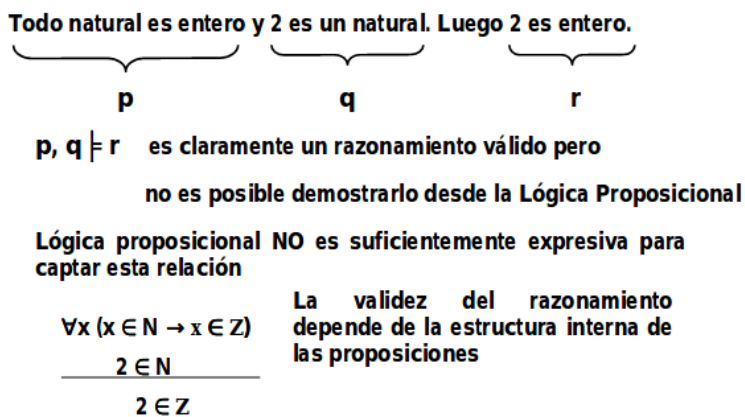 Todo natural es entero y 2 es un natural. Luego 2 es entero.
p q r
p, q ⊨ r es claramente un razonamiento válido pero
no es posible demostrarlo desde la Lógica Proposicional
Lógica proposicional NO es suficientemente expresiva para
captar esta relación
∀x (x ∈ N → x ∈ Z)
2 ∈ N
2 ∈ Z
La validez del razonamiento
depende de la estructura interna de
las proposiciones